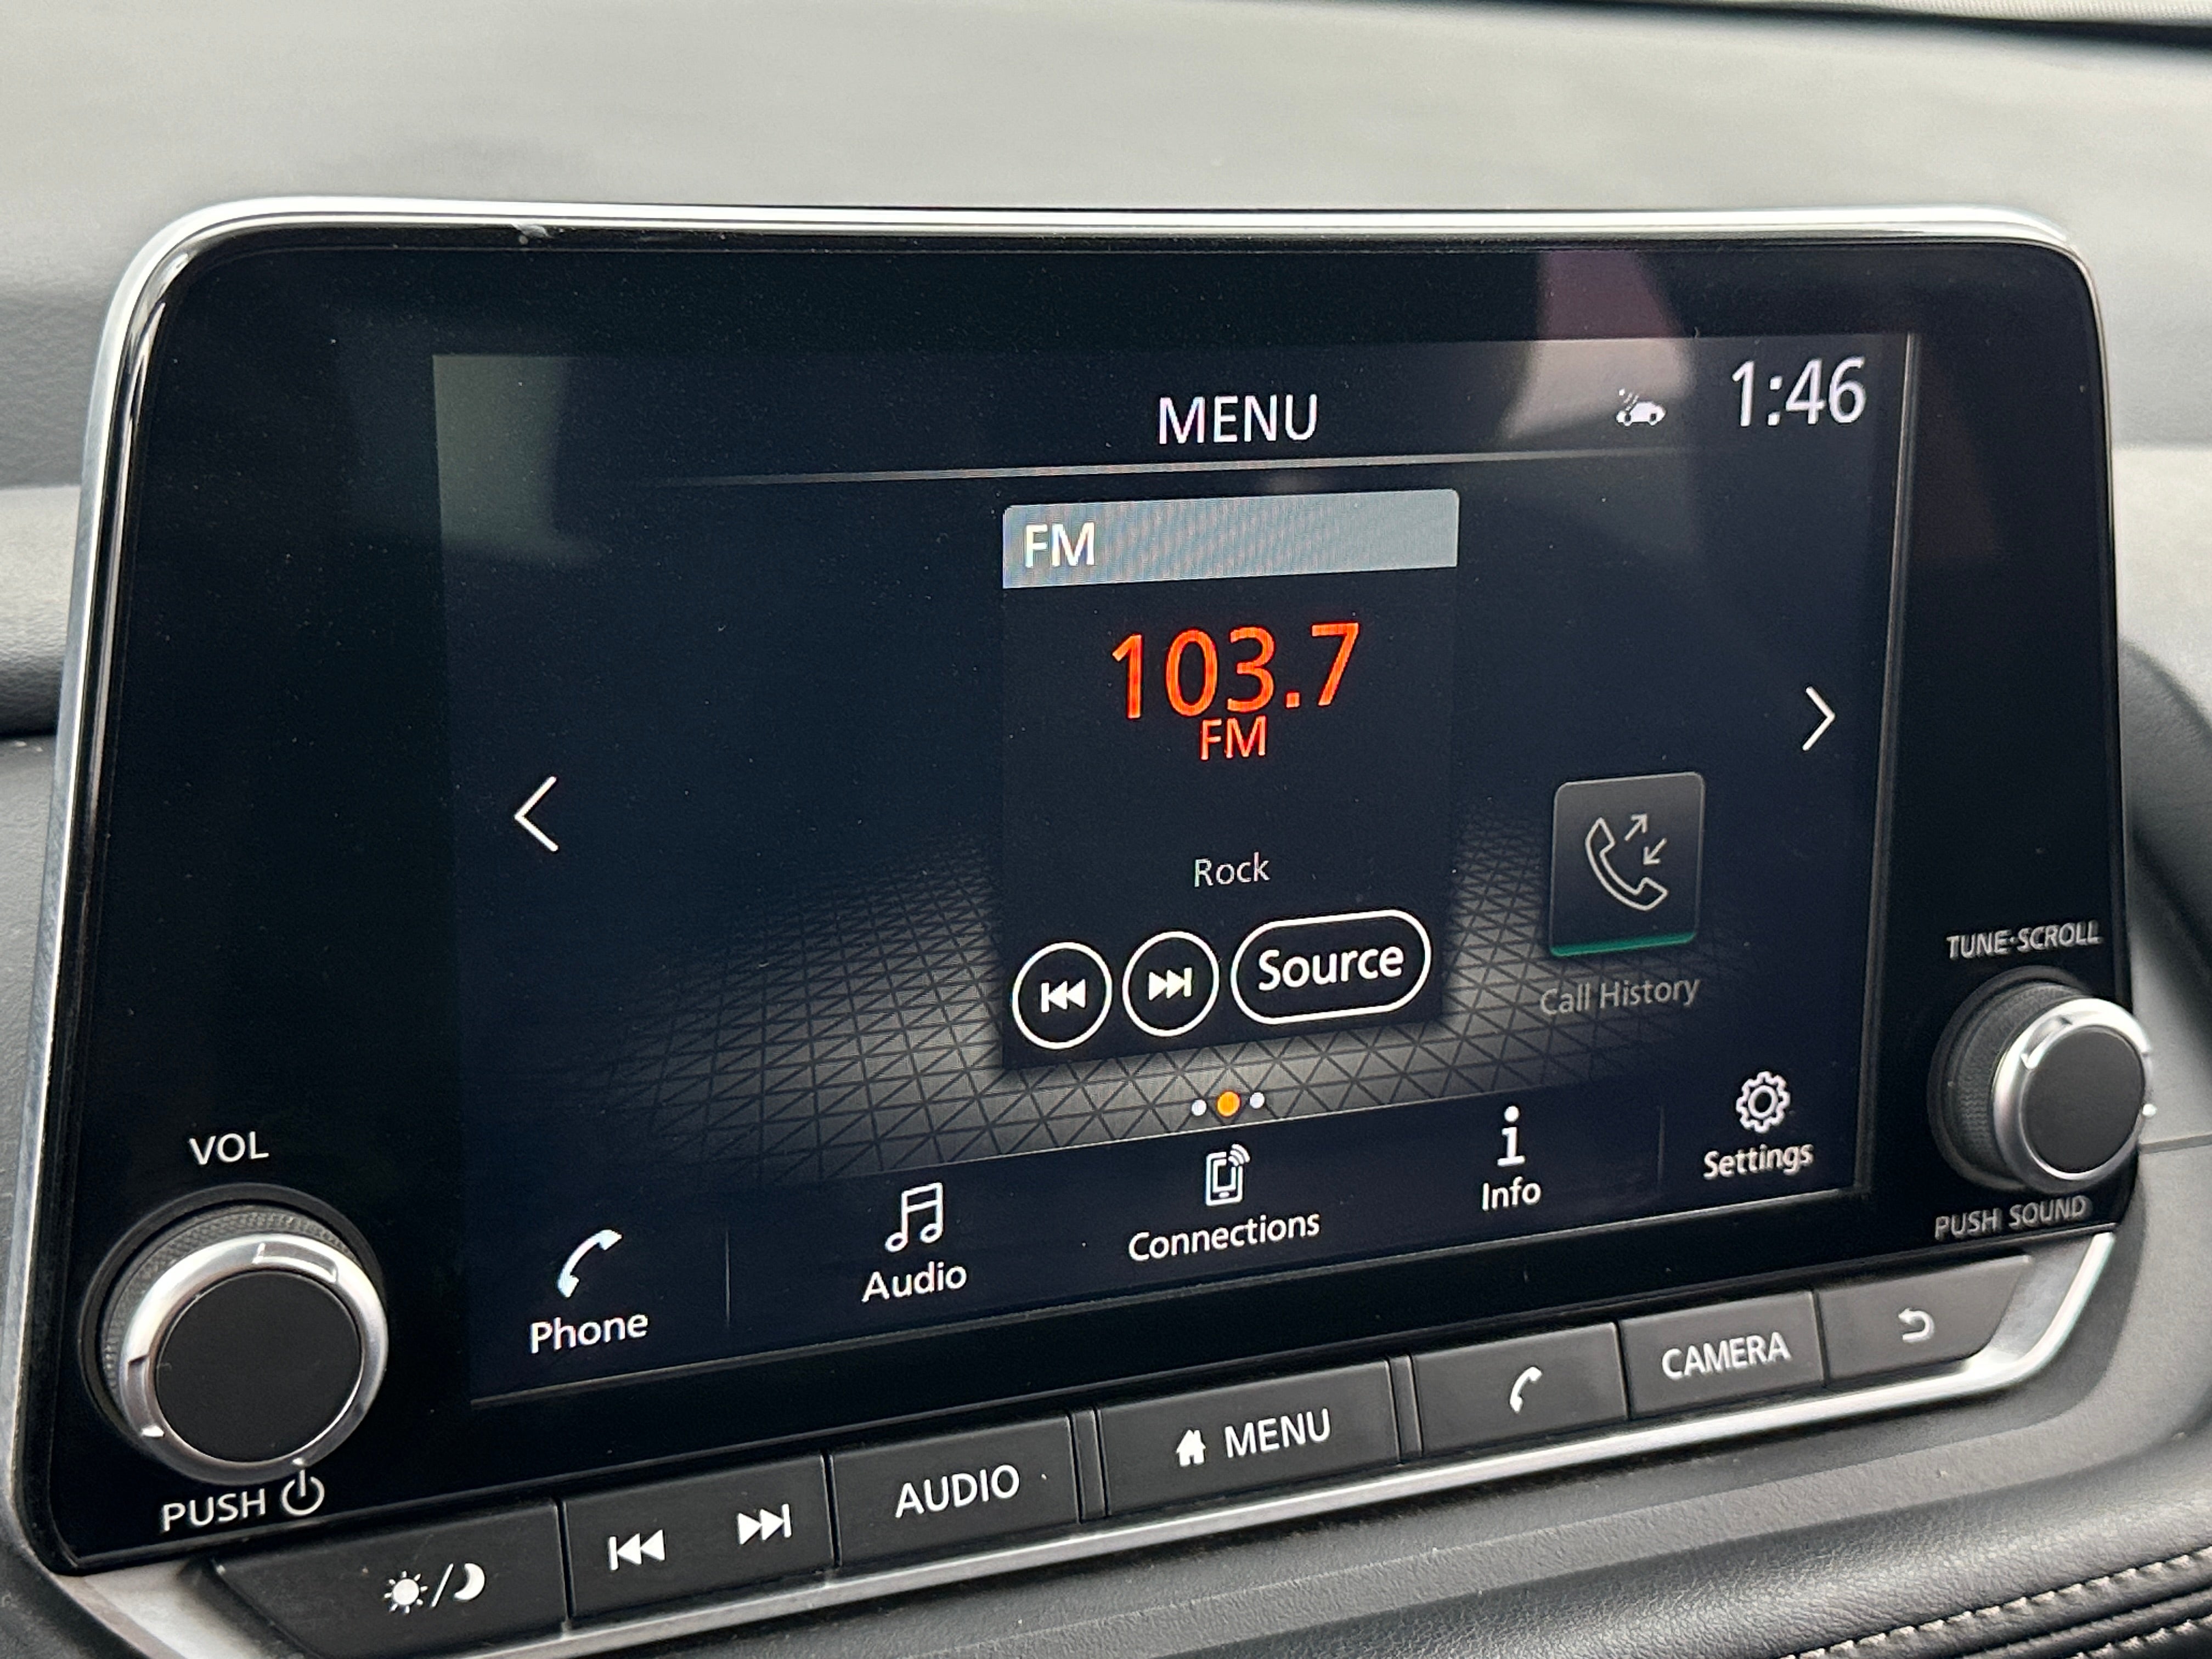 MENU
1:46
FM
103.7
FM
Rock
Source
Call History
TUNE·SCROLL
VOL
Phone
Audio
Connections
Info
Settings
PUSH SOUND
PUSH
AUDIO
MENU
CAMERA